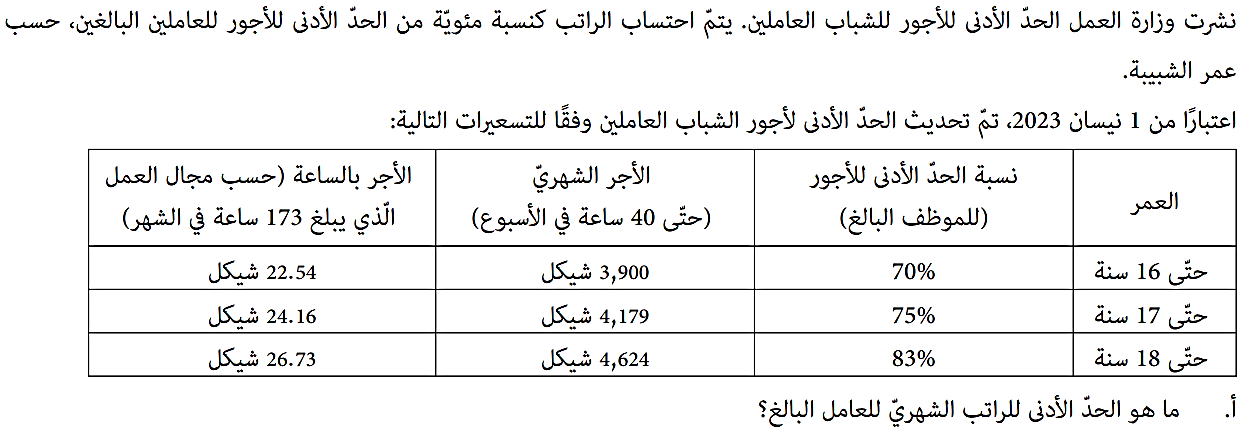 نشرت وزارة العمل الحدّ الأدنى للأجور للشباب العاملين. يتمّ احتساب الراتب كنسبة مئويّة من الحدّ الأدنى للأجور للعاملين البالغين، حسب
عمر الشبيبة.
اعتبارًا من 1 نيسان 2023، تمّ تحديث الحدّ الأدنى لأجور الشباب العاملين وفقًا للتسعيرات التالية:
العمر | نسبة الحدّ الأدنى للأجور (للموظف البالغ) | الأجر الشهريّ (حتّى 40 ساعة في الأسبوع) | الأجر بالساعة (حسب مجال العمل الّذي يبلغ 173 ساعة في الشهر)
حتّى 16 سنة | 70% | 3,900 شيكل | 22.54 شيكل
حتّى 17 سنة | 75% | 4,179 شيكل | 24.16 شيكل
حتّى 18 سنة | 83% | 4,624 شيكل | 26.73 شيكل
أ. ما هو الحدّ الأدنى للراتب الشهريّ للعامل البالغ؟